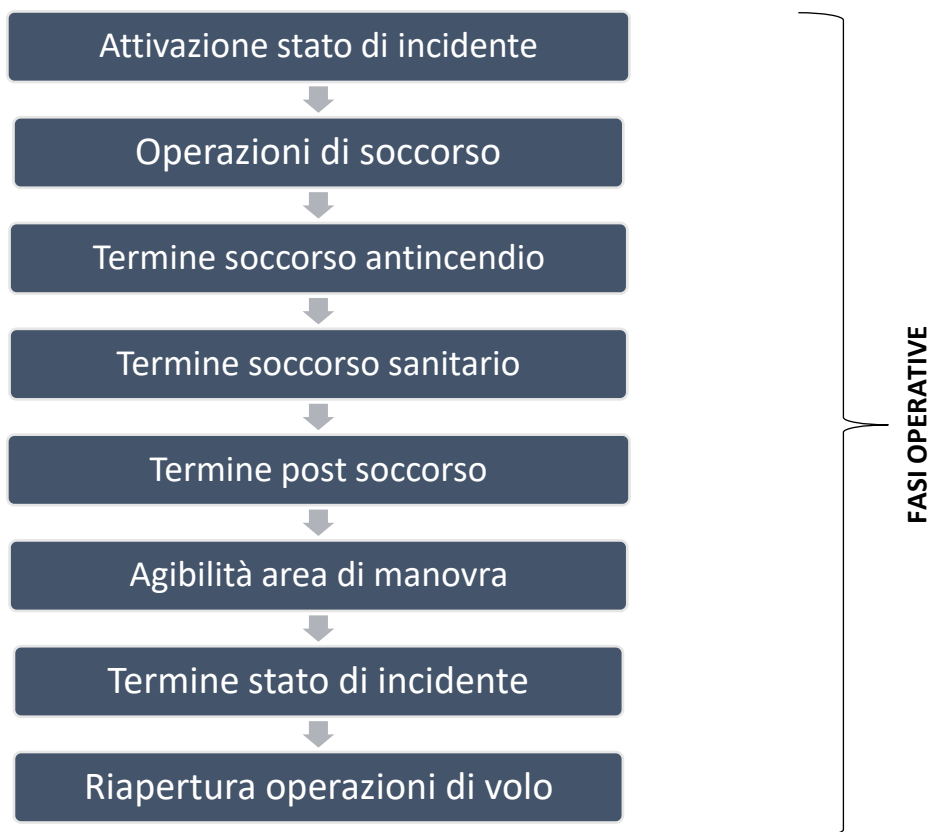 Attivazione stato di incidente
Operazioni di soccorso
Termine soccorso antincendio
Termine soccorso sanitario
Termine post soccorso
Agibilità area di manovra
Termine stato di incidente
Riapertura operazioni di volo
FASI OPERATIVE